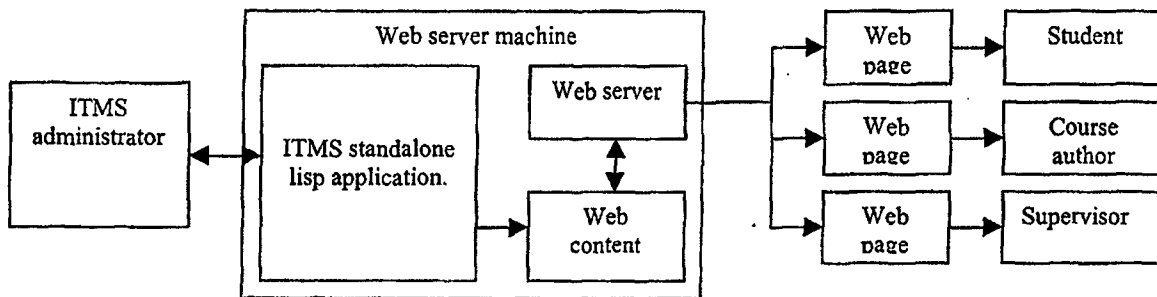 Web server machine
ITMS
administrator
ITMS standalone
lisp application.
Web server
Web
content
Web
page
Student
Web
page
Course
author
Web
page
Supervisor